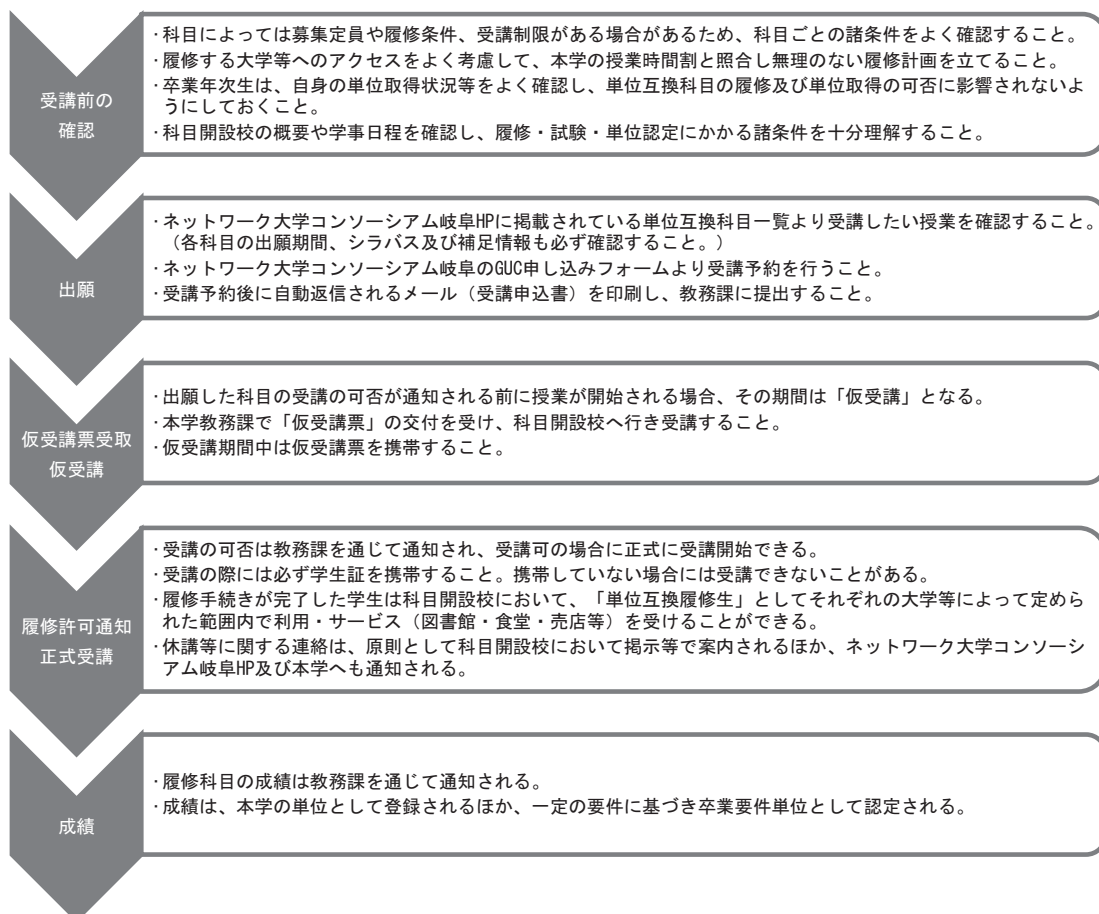 受講前の
確認
・科目によっては募集定員や履修条件、受講制限がある場合があるため、科目ごとの諸条件をよく確認すること。
・履修する大学等へのアクセスをよく考慮して、本学の授業時間割と照合し無理のない履修計画を立てること。
・卒業年次生は、自身の単位取得状況等をよく確認し、単位互換科目の履修及び単位取得の可否に影響されないよ
うにしておくこと。
・科目開設校の概要や学事日程を確認し、履修・試験・単位認定にかかる諸条件を十分理解すること。
出願
・ネットワーク大学コンソーシアム岐阜HPに掲載されている単位互換科目一覧より受講したい授業を確認すること。
（各科目の出願期間、シラバス及び補足情報も必ず確認すること。）
・ネットワーク大学コンソーシアム岐阜のGUC申し込みフォームより受講予約を行うこと。
・受講予約後に自動返信されるメール（受講申込書）を印刷し、教務課に提出すること。
仮受講票受取
仮受講
・出願した科目の受講の可否が通知される前に授業が開始される場合、その期間は「仮受講」となる。
・本学教務課で「仮受講票」の交付を受け、科目開設校へ行き受講すること。
・仮受講期間中は仮受講票を携帯すること。
履修許可通知
正式受講
・受講の可否は教務課を通じて通知され、受講可の場合に正式に受講開始できる。
・受講の際には必ず学生証を携帯すること。携帯していない場合には受講できないことがある。
・履修手続きが完了した学生は科目開設校において、「単位互換履修生」としてそれぞれの大学等によって定めら
れた範囲内で利用・サービス（図書館・食堂・売店等）を受けることができる。
・休講等に関する連絡は、原則として科目開設校において掲示等で案内されるほか、ネットワーク大学コンソーシ
アム岐阜HP及び本学へも通知される。
成績
・履修科目の成績は教務課を通じて通知される。
・成績は、本学の単位として登録されるほか、一定の要件に基づき卒業要件単位として認定される。